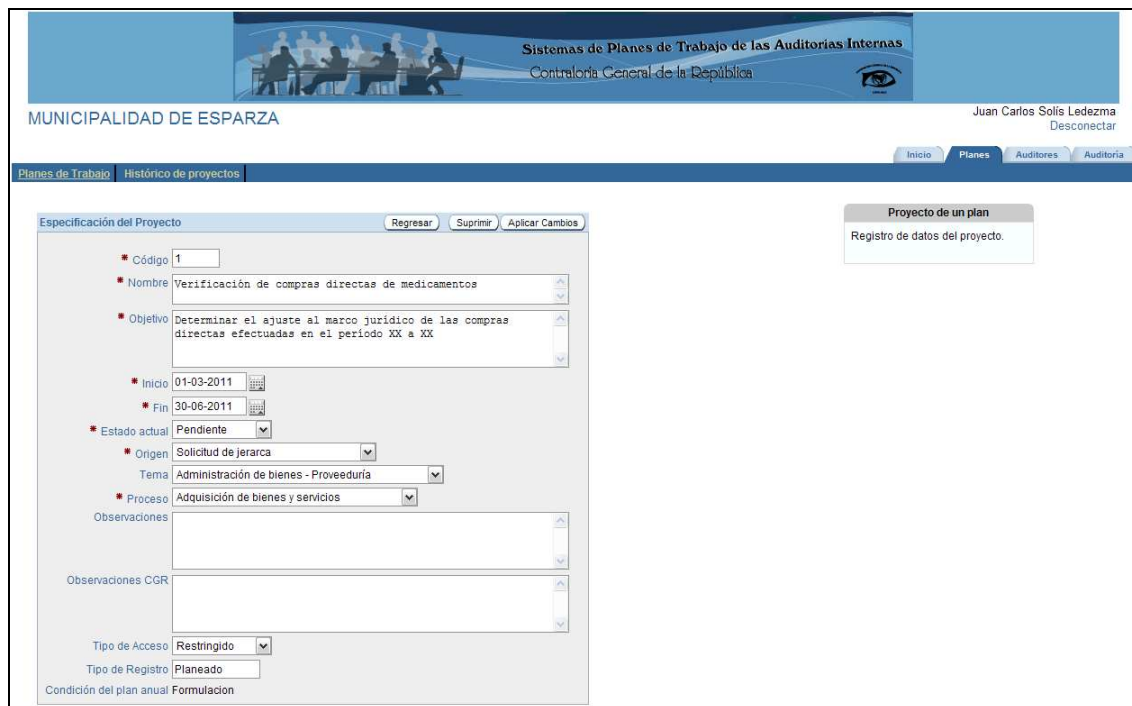 Sistemas de Planes de Trabajo de las Auditorias Internas
Contraloría General de la República
MUNICIPALIDAD DE ESPARZA
Juan Carlos Solís Ledezma
Desconectar
Inicio Planes Auditores Auditoría
Planes de Trabajo Histórico de proyectos
Especificación del Proyecto Regresar Suprimir Aplicar Cambios
Proyecto de un plan
Registro de datos del proyecto.
* Código 1
* Nombre Verificación de compras directas de medicamentos
* Objetivo Determinar el ajuste al marco jurídico de las compras
directas efectuadas en el período XX a XX
* Inicio 01-03-2011
* Fin 30-06-2011
* Estado actual Pendiente
* Origen Solicitud de jerarca
Tema Administración de bienes - Proveeduría
* Proceso Adquisición de bienes y servicios
Observaciones
Observaciones CGR
Tipo de Acceso Restringido
Tipo de Registro Planeado
Condición del plan anual Formulacion